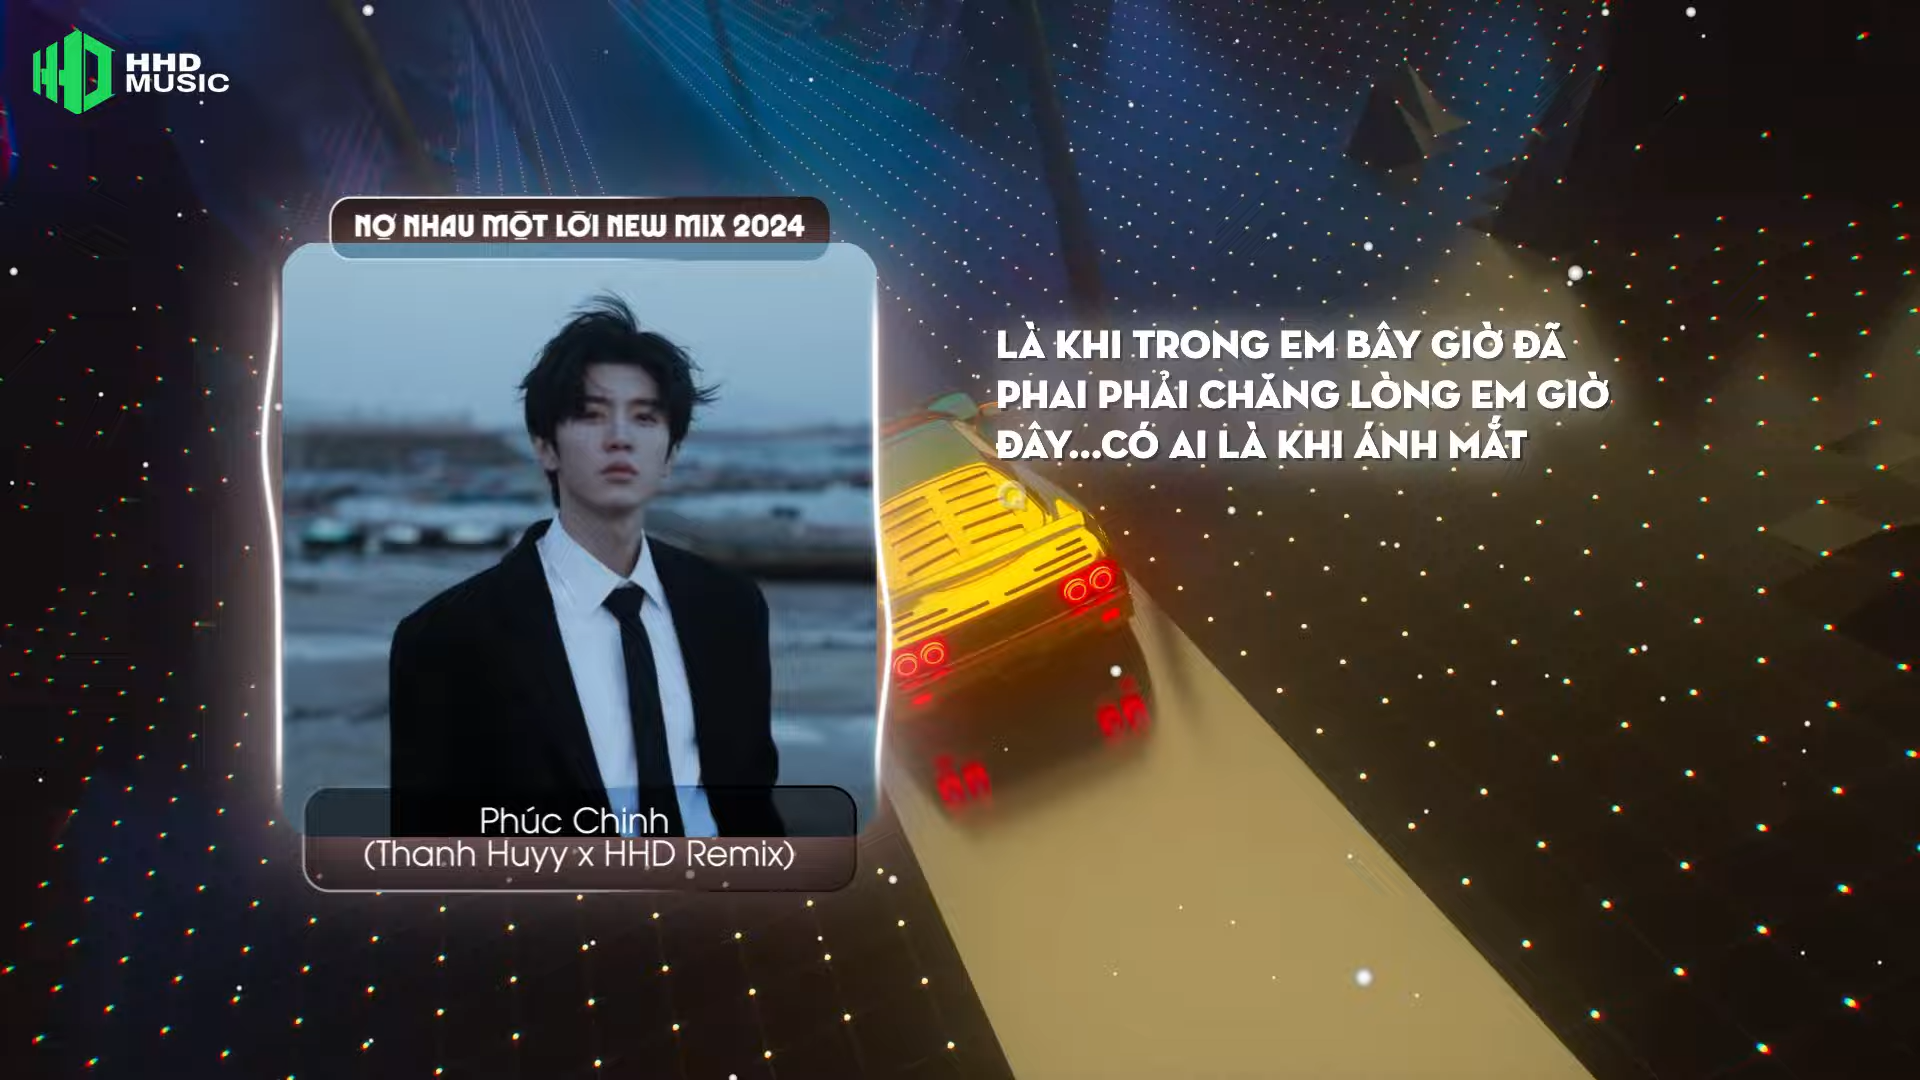 HHD
MUSIC
NỢ NHAU MỘT LỜI NEW MIX 2024
LÀ KHI TRONG EM BÂY GIỜ ĐÃ
PHAI PHẢI CHĂNG LÒNG EM GIỜ
ĐÂY...CÓ AI LÀ KHI ÁNH MẮT
Phúc Chinh
(Thanh Huyy x HHD Remix)